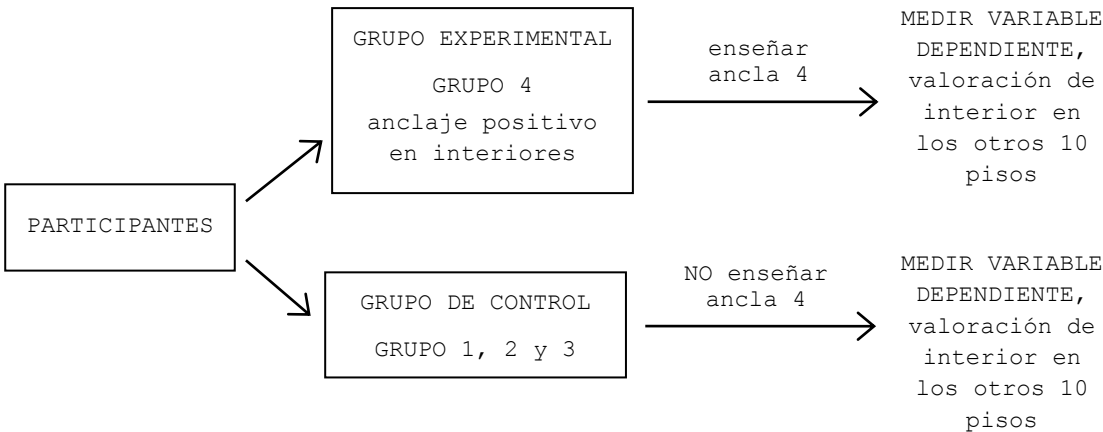 PARTICIPANTES
GRUPO EXPERIMENTAL
GRUPO 4
anclaje positivo
en interiores
enseñar
ancla 4
MEDIR VARIABLE
DEPENDIENTE,
valoración de
interior en
los otros 10
pisos
GRUPO DE CONTROL
GRUPO 1, 2 y 3
NO enseñar
ancla 4
MEDIR VARIABLE
DEPENDIENTE,
valoración de
interior en
los otros 10
pisos